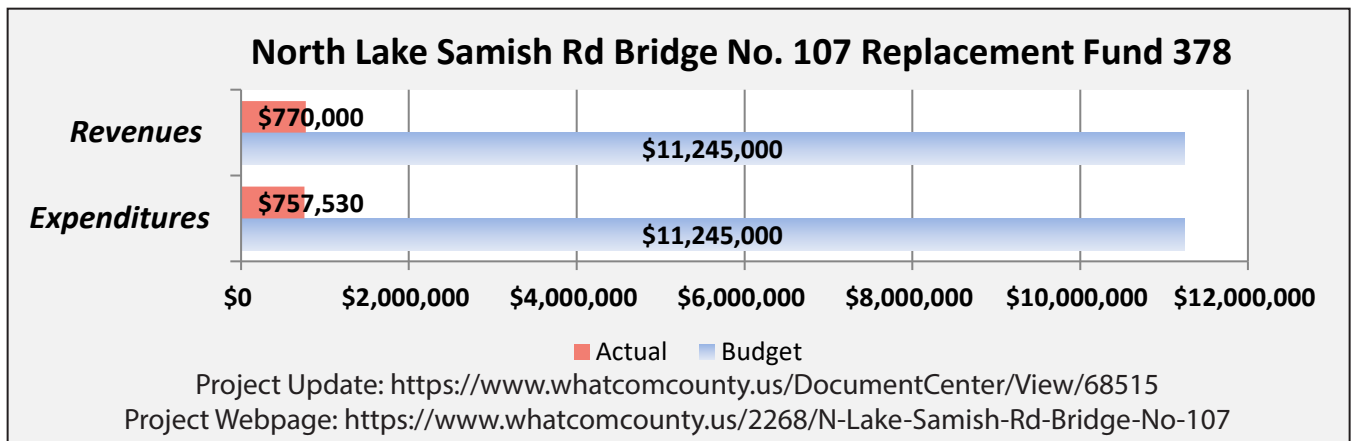 North Lake Samish Rd Bridge No. 107 Replacement Fund 378
Revenues
$770,000
$11,245,000
Expenditures
$757,530
$11,245,000
$0 $2,000,000 $4,000,000 $6,000,000 $8,000,000 $10,000,000 $12,000,000
Actual Budget
Project Update: https://www.whatcomcounty.us/DocumentCenter/View/68515
Project Webpage: https://www.whatcomcounty.us/2268/N-Lake-Samish-Rd-Bridge-No-107